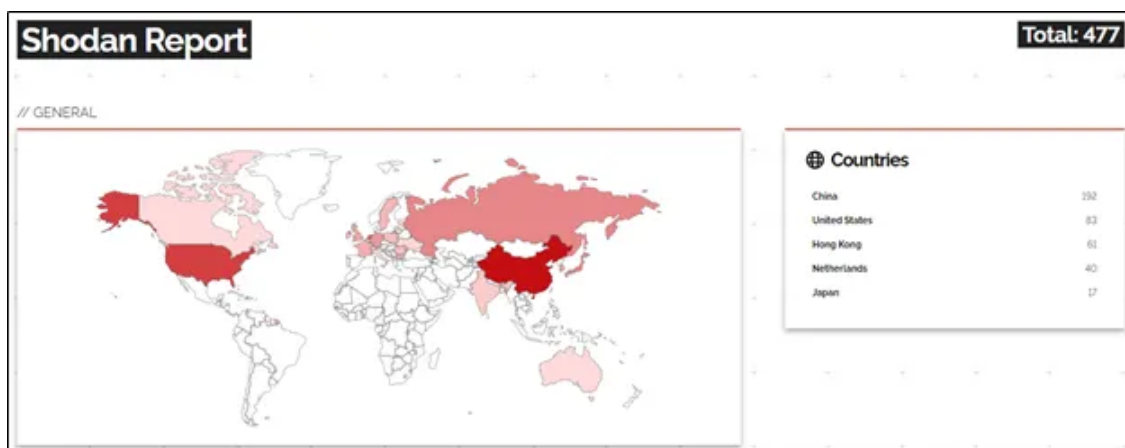 Shodan Report
Total: 477
// GENERAL
Countries
China 192
United States 83
Hong Kong 61
Netherlands 40
Japan 17